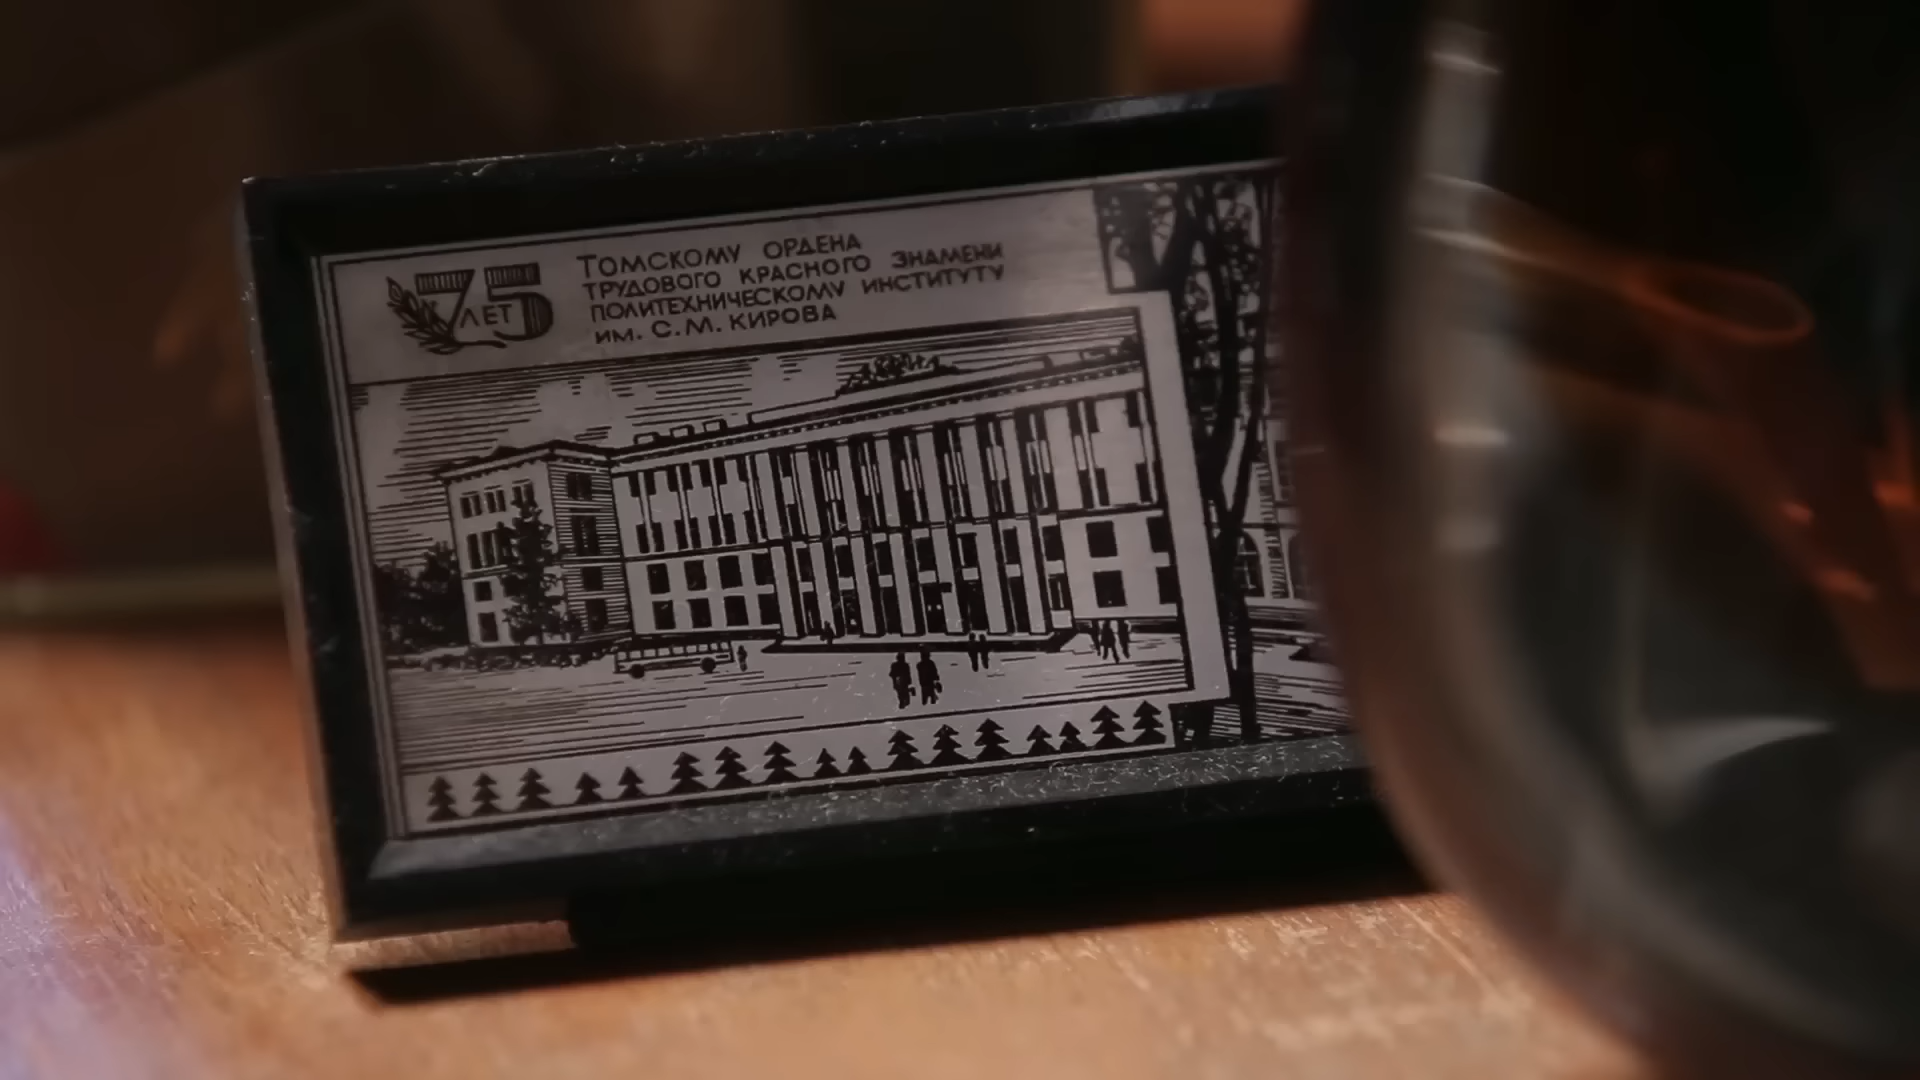 75 ЛЕТ
ТОМСКОМУ ОРДЕНА
ТРУДОВОГО КРАСНОГО ЗНАМЕНИ
ПОЛИТЕХНИЧЕСКОМУ ИНСТИТУТУ
ИМ. С.М. КИРОВА